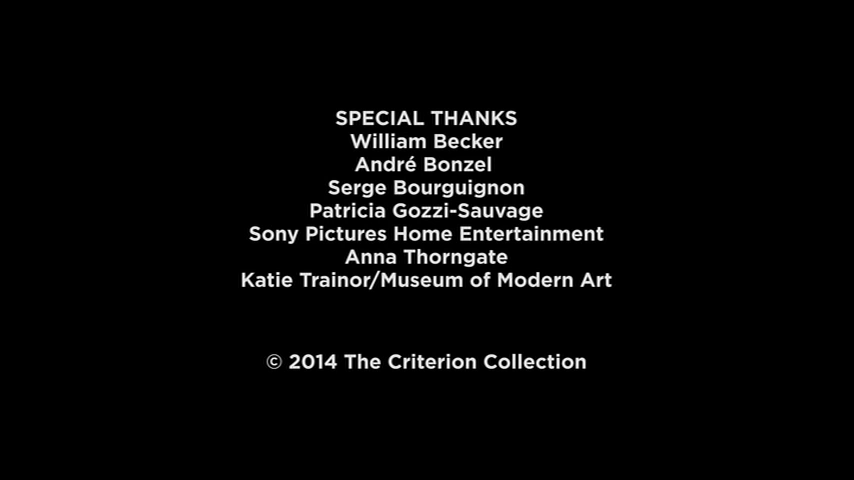 SPECIAL THANKS
William Becker
André Bonzel
Serge Bourguignon
Patricia Gozzi-Sauvage
Sony Pictures Home Entertainment
Anna Thorngate
Katie Trainor/Museum of Modern Art
© 2014 The Criterion Collection